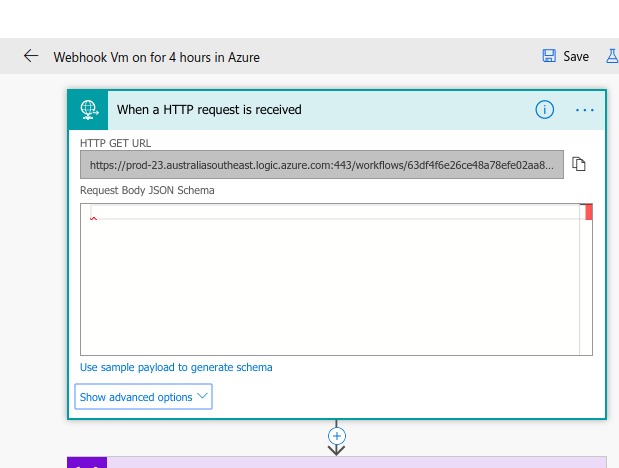 Webhook Vm on for 4 hours in Azure
Save
When a HTTP request is received
HTTP GET URL
https://prod-23.australiasoutheast.logic.azure.com:443/workflows/63df4f6e26ce48a78efe02aa8...
Request Body JSON Schema
Use sample payload to generate schema
Show advanced options